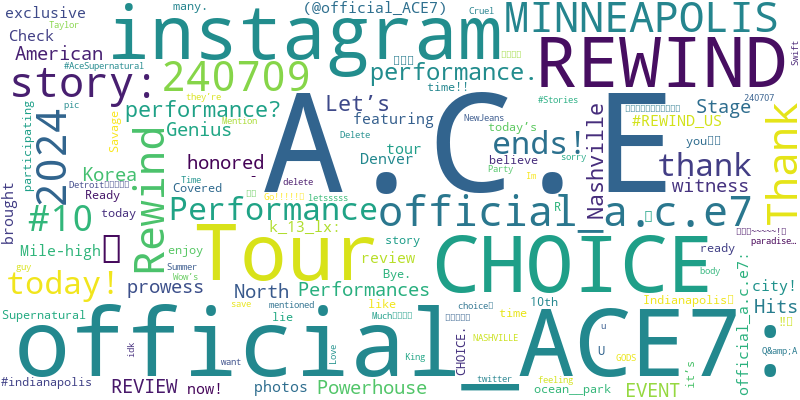 exclusive
many.
(@official_ACE7)
Cruel
MINNEAPOLIS
Taylor
Check
American
instagram
REWIND
Swift
#AceSupernatural
story:
240709
performance.
time!!
#Stories
240707
pic
they're
Let's
NewJeans
Stage
performance?
Mention
featuring
today's
#REWIND_US
participating
2024
Savage
Genius
Delete
ends!
Nashville
you
A.C.E
tour
believe
sorry
thank
Thank
Korea
honored
Denver
Party
Im
witness
Detroit
Rewind
Time
-
Covered
delete
Ready
Go!!!!!
letsssss
brought
#10
today
Performance
official_a.c.e7
R
Mile-high
enjoy
Tour
k_13_lx:
story
CHOICE
ready
paradise…
guy
Summer
Wow's
review
Bye.
body
today!
prowess
North
Performances
like
10th
Indianapolis
city!
Supernatural
save
mentioned
lie
Much
choice
time
Hits
official_ACE7:
official_a.c.e7:
idk
want
Love
King
CHOICE.
NASHVILLE
u
U
GODS
it's
Q&amp;A
#indianapolis
REVIEW
now!
photos
Powerhouse
twitter
feeling
ocean__park
EVENT